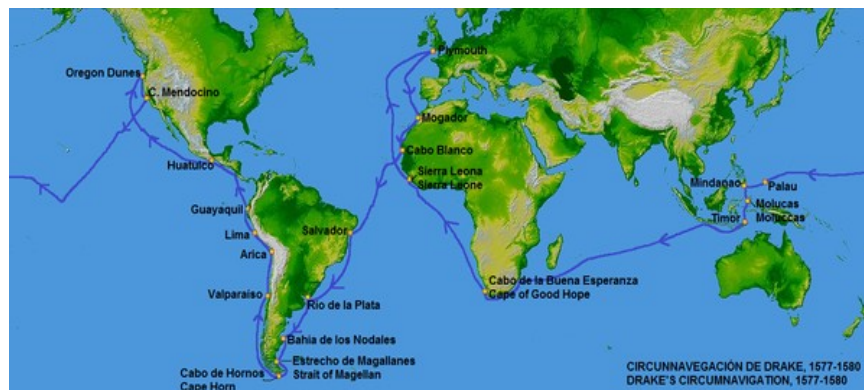 Plymouth
Oregon Dunes
C. Mendocino
Mogador
Huatulco
Cabo Blanco
Sierra Leona
Sierra Leone
Mindanao
Palau
Guayaquil
Molucas
Moluccas
Lima
Salvador
Timor
Arica
Valparaíso
Río de la Plata
Cabo de la Buena Esperanza
Cape of Good Hope
Bahia de los Nodales
Estrecho de Magallanes
Strait of Magellan
Cabo de Hornos
Cape Horn
CIRCUNNAVEGACIÓN DE DRAKE, 1577-1580
DRAKE'S CIRCUMNAVIGATION, 1577-1580